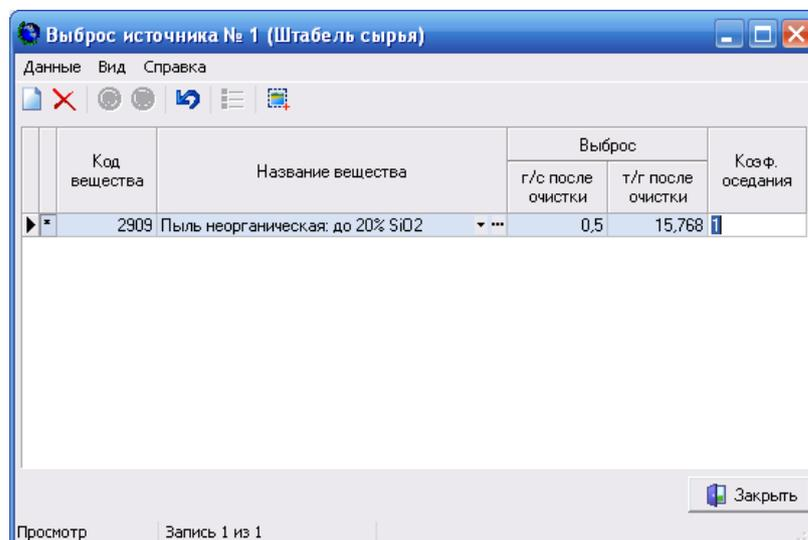 Выброс источника № 1 (Штабель сырья)
Данные Вид Справка
Код вещества
Название вещества
Выброс
г/с после очистки
т/г после очистки
Коэф. оседания
* 2909 Пыль неорганическая: до 20% SiO2 ... 0,5 15,768 1
Закрыть
Просмотр Запись 1 из 1